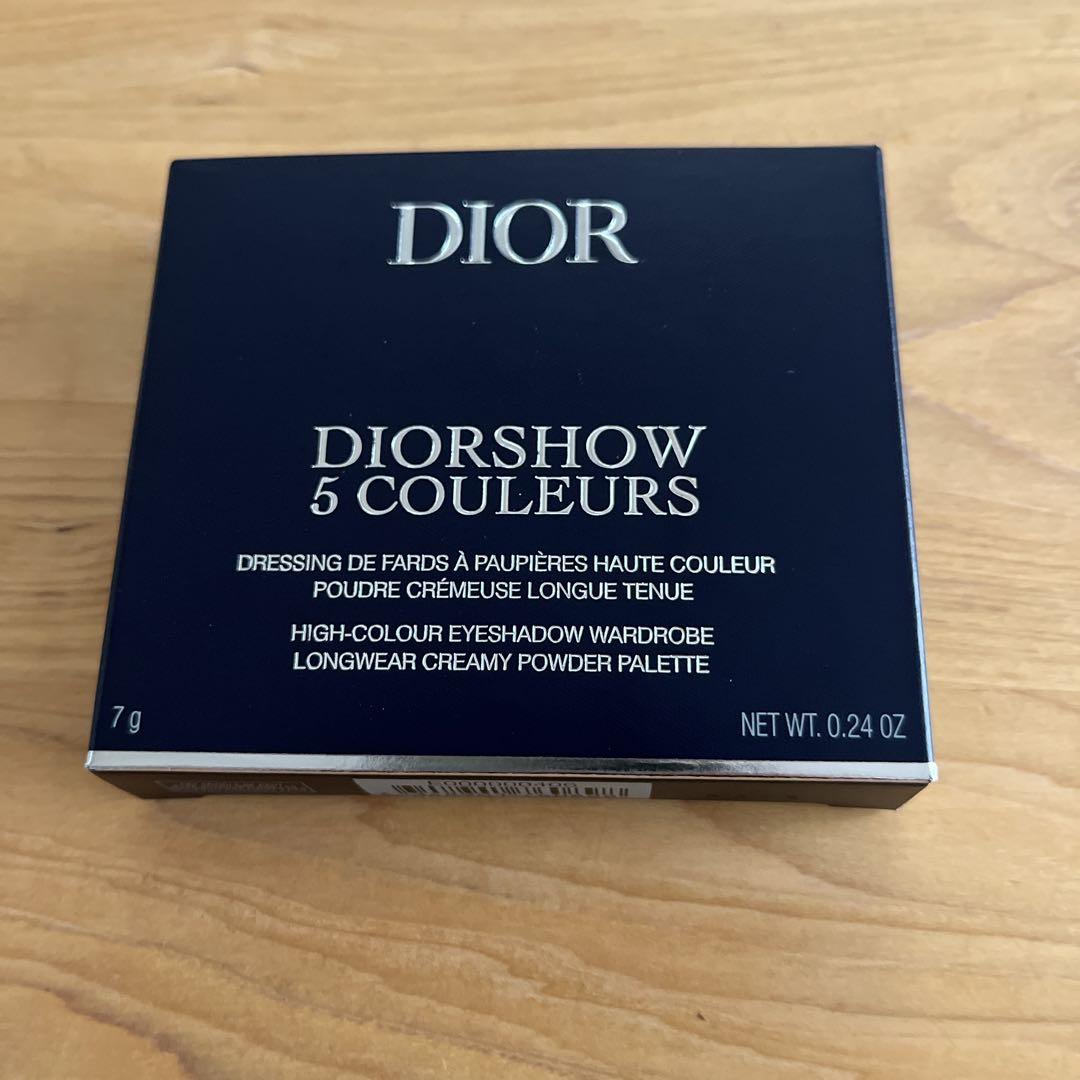 DIOR
DIORSHOW
5 COULEURS
DRESSING DE FARDS À PAUPIÈRES HAUTE COULEUR
POUDRE CRÉMEUSE LONGUE TENUE
HIGH-COLOUR EYESHADOW WARDROBE
LONGWEAR CREAMY POWDER PALETTE
7 g
NET WT. 0.24 OZ